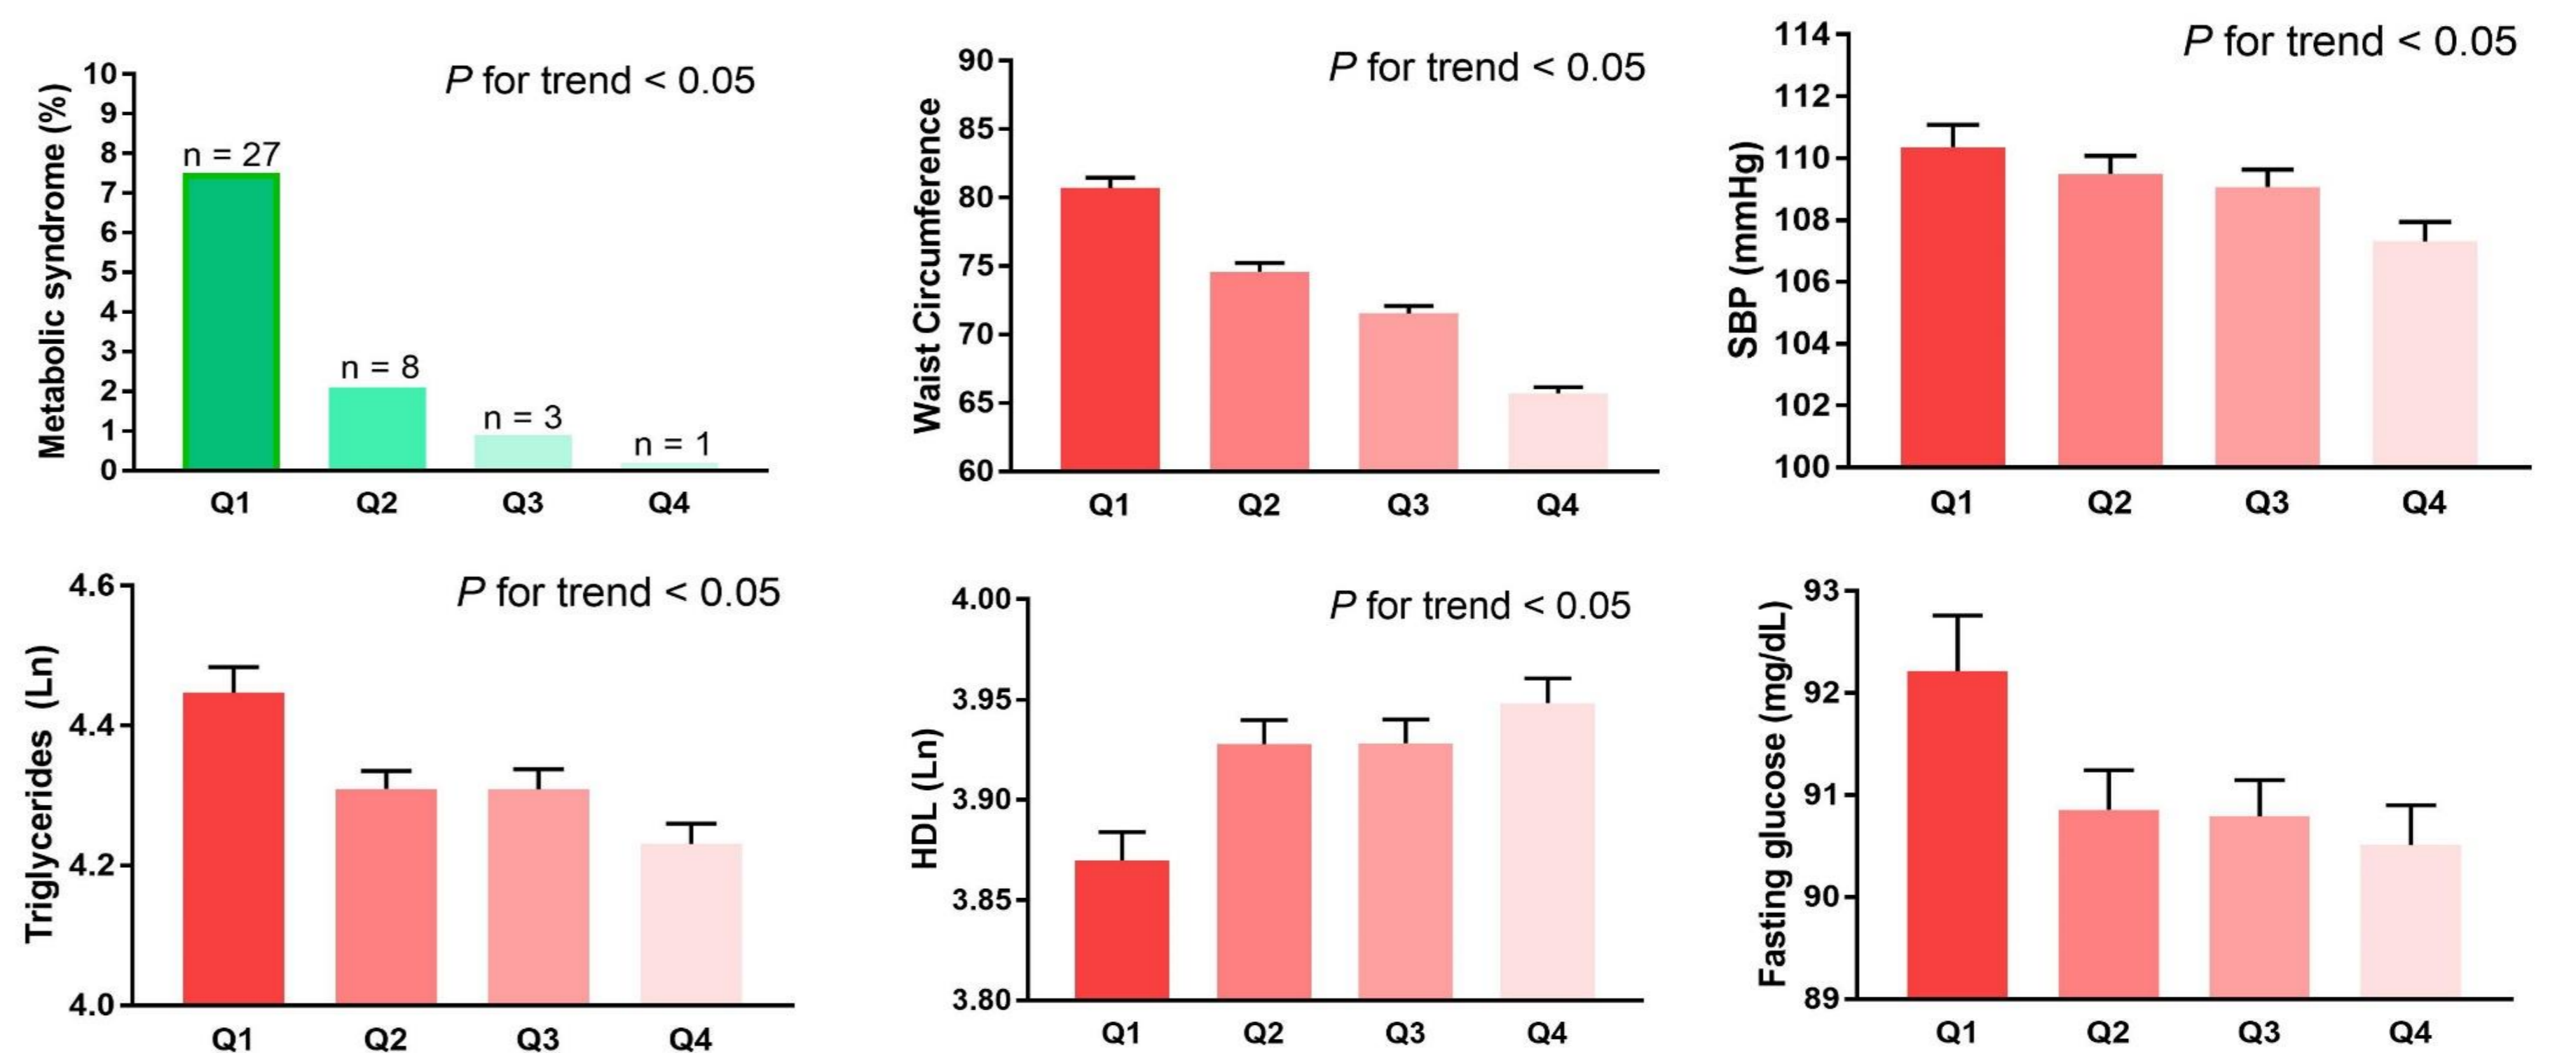 P for trend < 0.05
Metabolic syndrome (%)
10
9
8
7
6
5
4
3
2
1
0
n = 27
n = 8
n = 3
n = 1
Q1 Q2 Q3 Q4
P for trend < 0.05
Waist Circumference
90
85
80
75
70
65
60
Q1 Q2 Q3 Q4
P for trend < 0.05
SBP (mmHg)
114
112
110
108
106
104
102
100
Q1 Q2 Q3 Q4
P for trend < 0.05
Triglycerides (Ln)
4.6
4.4
4.2
4.0
Q1 Q2 Q3 Q4
P for trend < 0.05
HDL (Ln)
4.00
3.95
3.90
3.85
3.80
Q1 Q2 Q3 Q4
Fasting glucose (mg/dL)
93
92
91
90
89
Q1 Q2 Q3 Q4